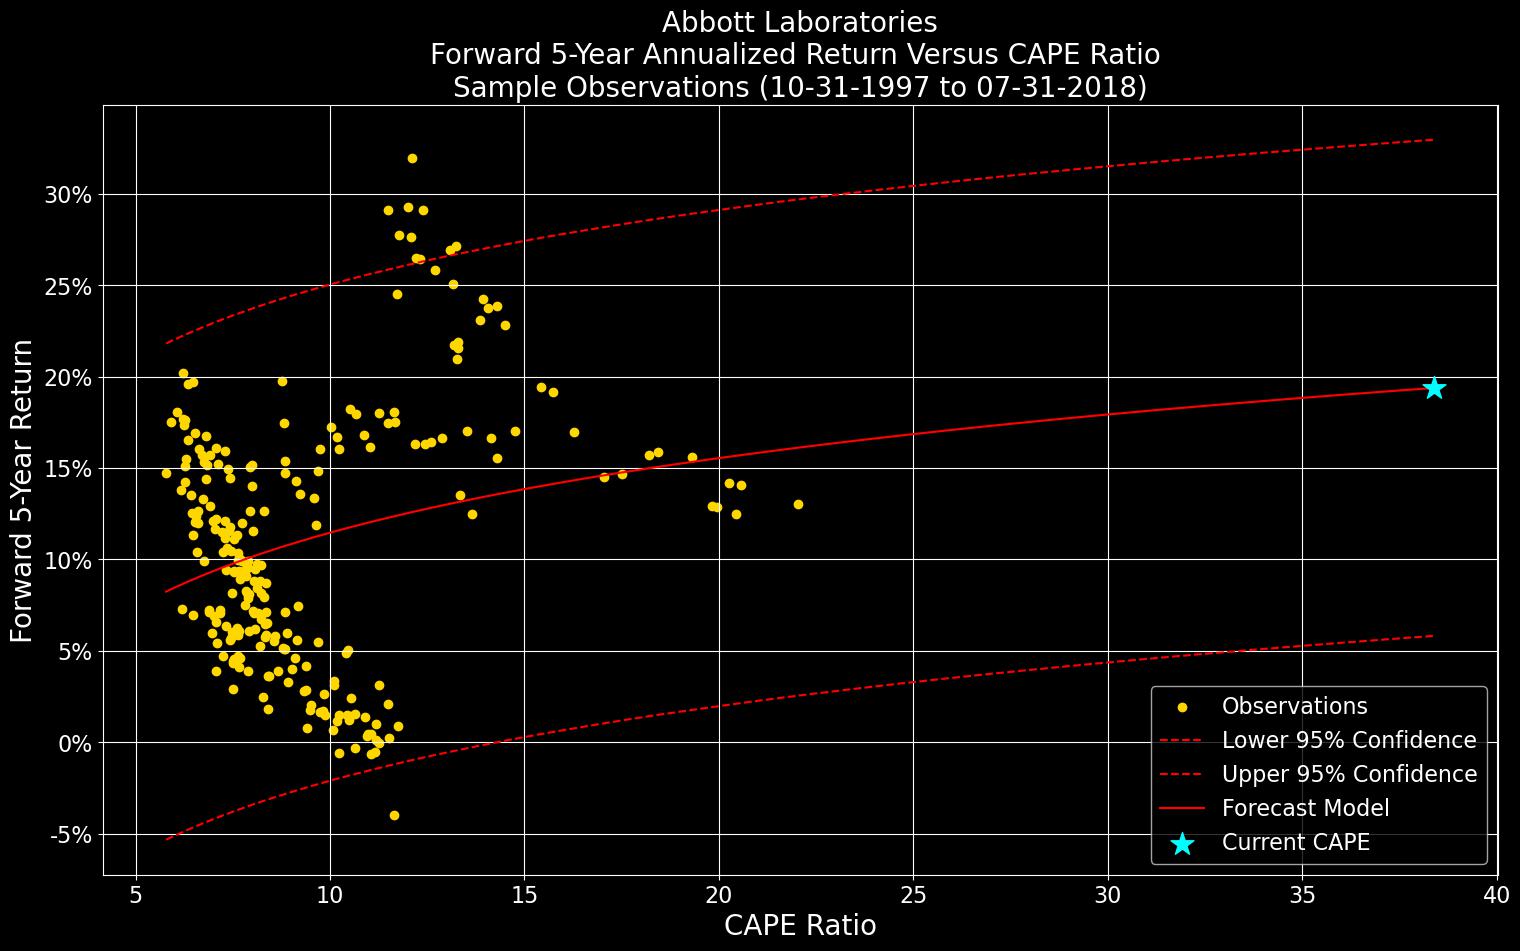 Abbott Laboratories
Forward 5-Year Annualized Return Versus CAPE Ratio
Sample Observations (10-31-1997 to 07-31-2018)
Forward 5-Year Return
30%
25%
20%
15%
10%
5%
0%
-5%
5 10 15 20 25 30 35 40
CAPE Ratio
Observations
Lower 95% Confidence
Upper 95% Confidence
Forecast Model
Current CAPE